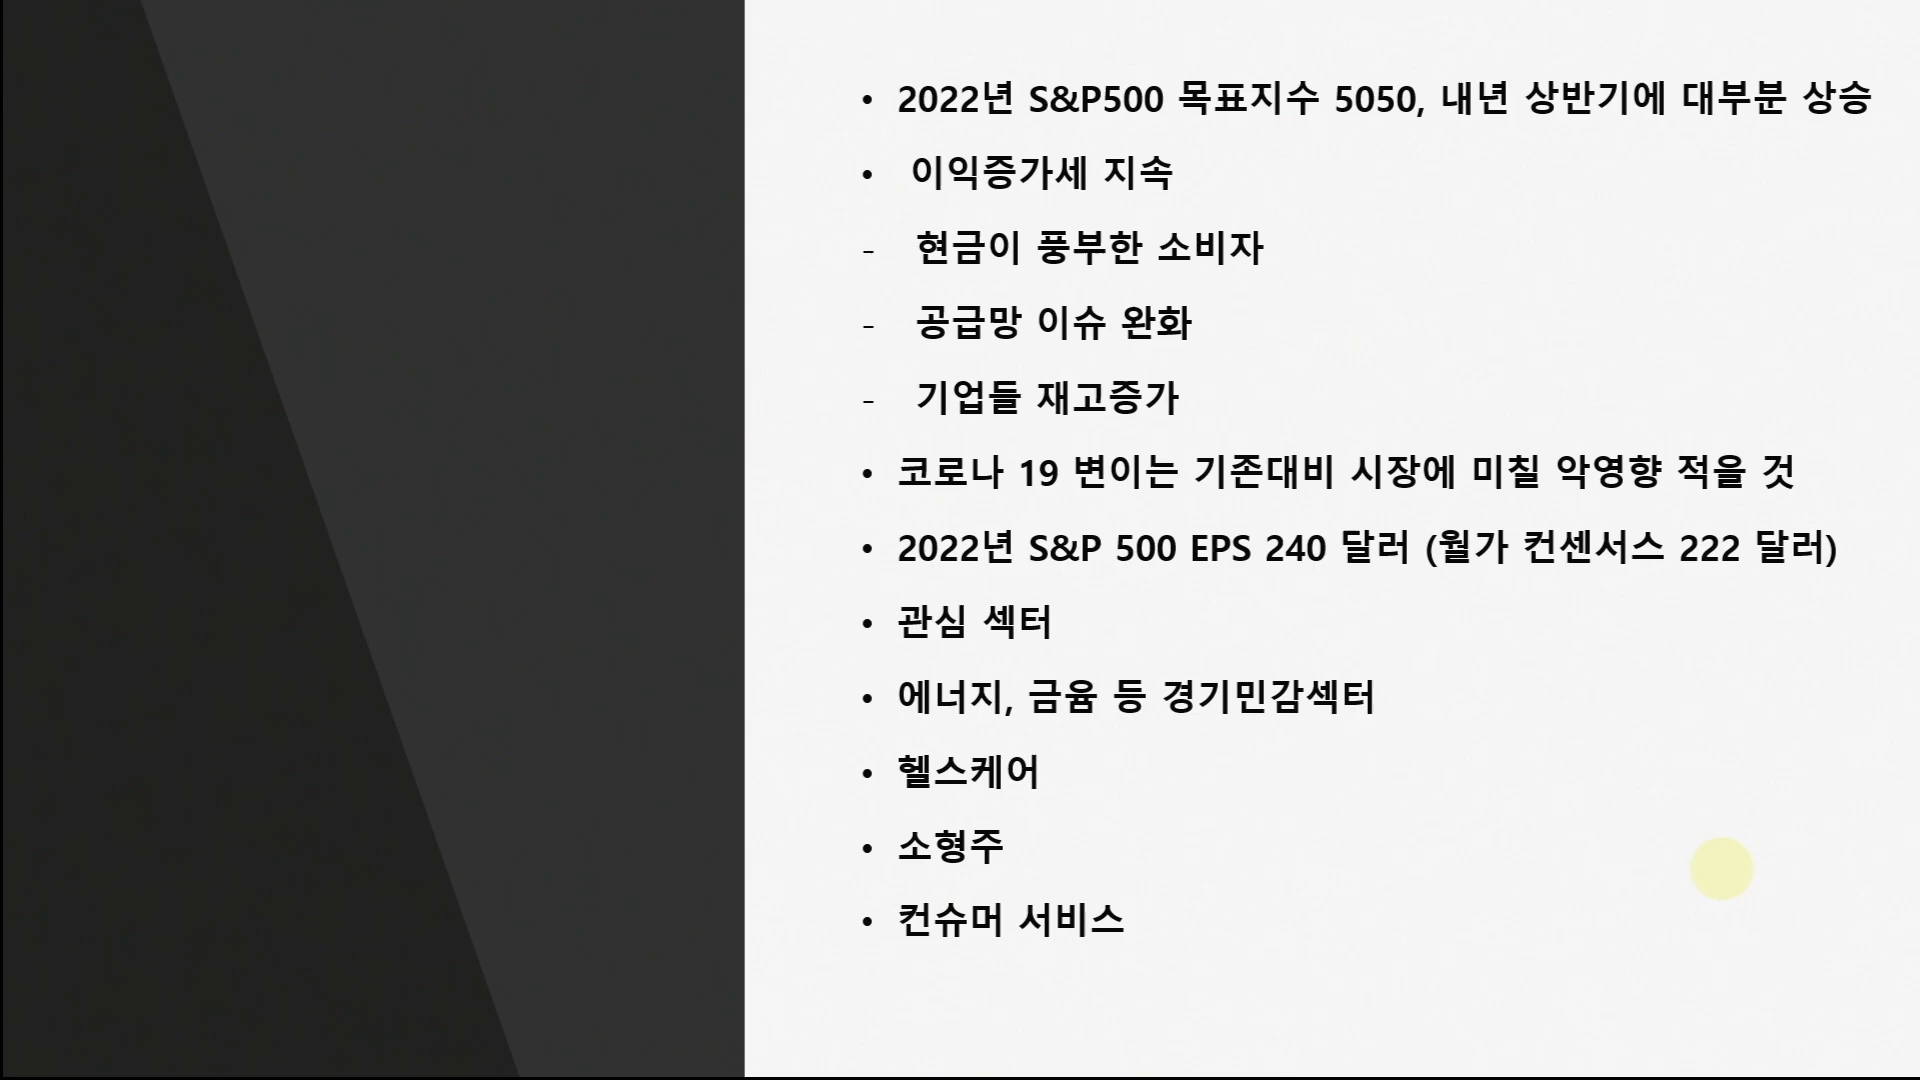 • 2022년 S&P500 목표지수 5050, 내년 상반기에 대부분 상승
• 이익증가세 지속
- 현금이 풍부한 소비자
- 공급망 이슈 완화
- 기업들 재고증가
• 코로나 19 변이는 기존대비 시장에 미칠 악영향 적을 것
• 2022년 S&P 500 EPS 240 달러 (월가 컨센서스 222 달러)
• 관심 섹터
• 에너지, 금융 등 경기민감섹터
• 헬스케어
• 소형주
• 컨슈머 서비스